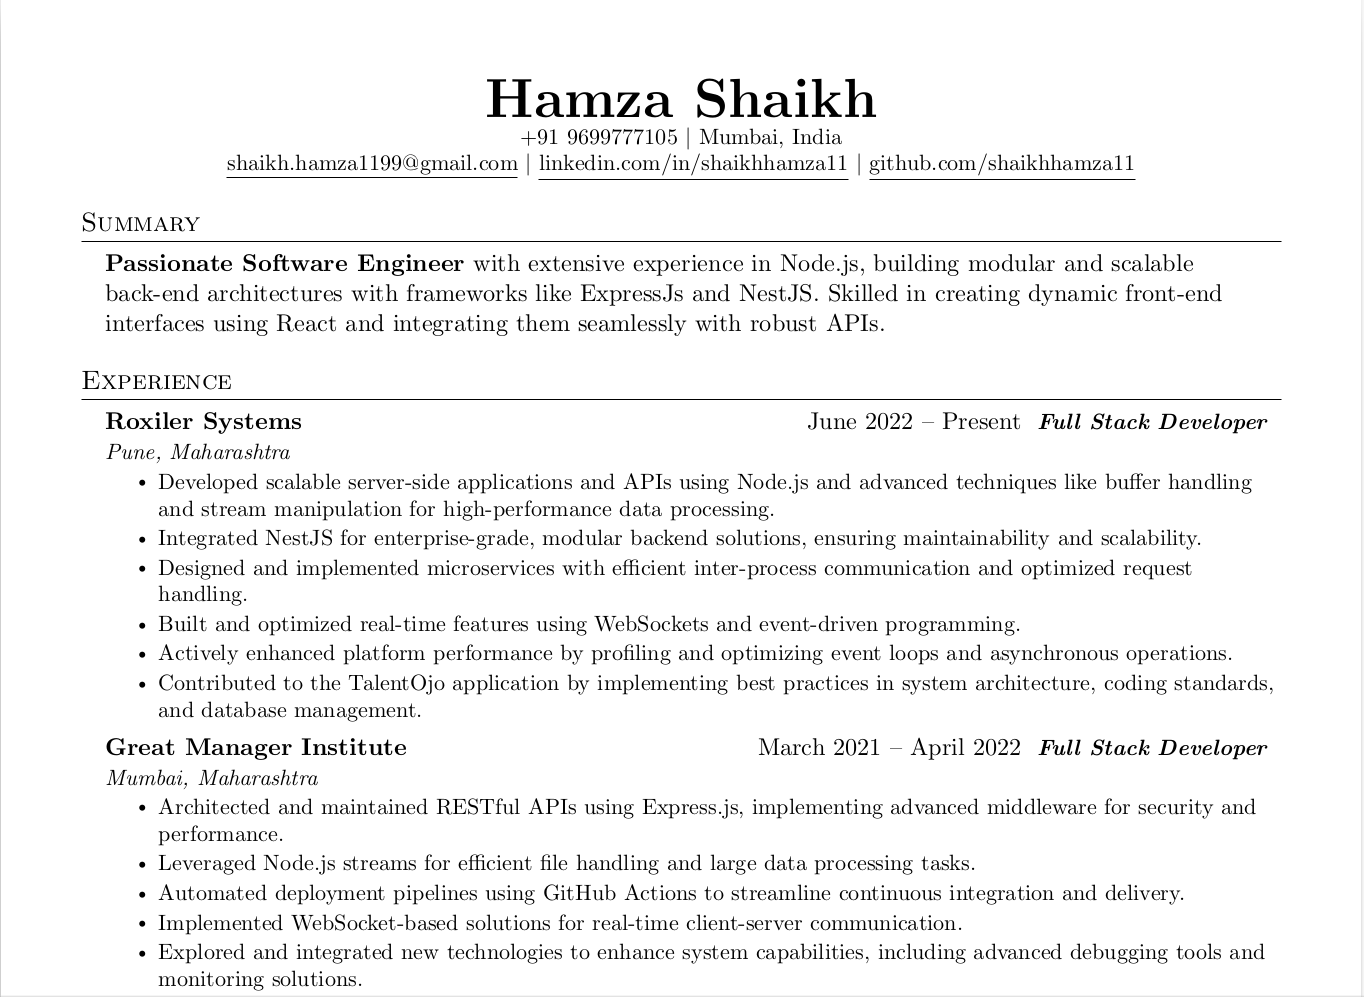 Hamza Shaikh
+91 9699777105 | Mumbai, India
shaikh.hamza1199@gmail.com | linkedin.com/in/shaikhhamza11 | github.com/shaikhhamza11
Summary
Passionate Software Engineer with extensive experience in Node.js, building modular and scalable
back-end architectures with frameworks like ExpressJs and NestJS. Skilled in creating dynamic front-end
interfaces using React and integrating them seamlessly with robust APIs.
Experience
Roxiler Systems June 2022 – Present Full Stack Developer
Pune, Maharashtra
• Developed scalable server-side applications and APIs using Node.js and advanced techniques like buffer handling
and stream manipulation for high-performance data processing.
• Integrated NestJS for enterprise-grade, modular backend solutions, ensuring maintainability and scalability.
• Designed and implemented microservices with efficient inter-process communication and optimized request
handling.
• Built and optimized real-time features using WebSockets and event-driven programming.
• Actively enhanced platform performance by profiling and optimizing event loops and asynchronous operations.
• Contributed to the TalentOjo application by implementing best practices in system architecture, coding standards,
and database management.
Great Manager Institute March 2021 – April 2022 Full Stack Developer
Mumbai, Maharashtra
• Architected and maintained RESTful APIs using Express.js, implementing advanced middleware for security and
performance.
• Leveraged Node.js streams for efficient file handling and large data processing tasks.
• Automated deployment pipelines using GitHub Actions to streamline continuous integration and delivery.
• Implemented WebSocket-based solutions for real-time client-server communication.
• Explored and integrated new technologies to enhance system capabilities, including advanced debugging tools and
monitoring solutions.